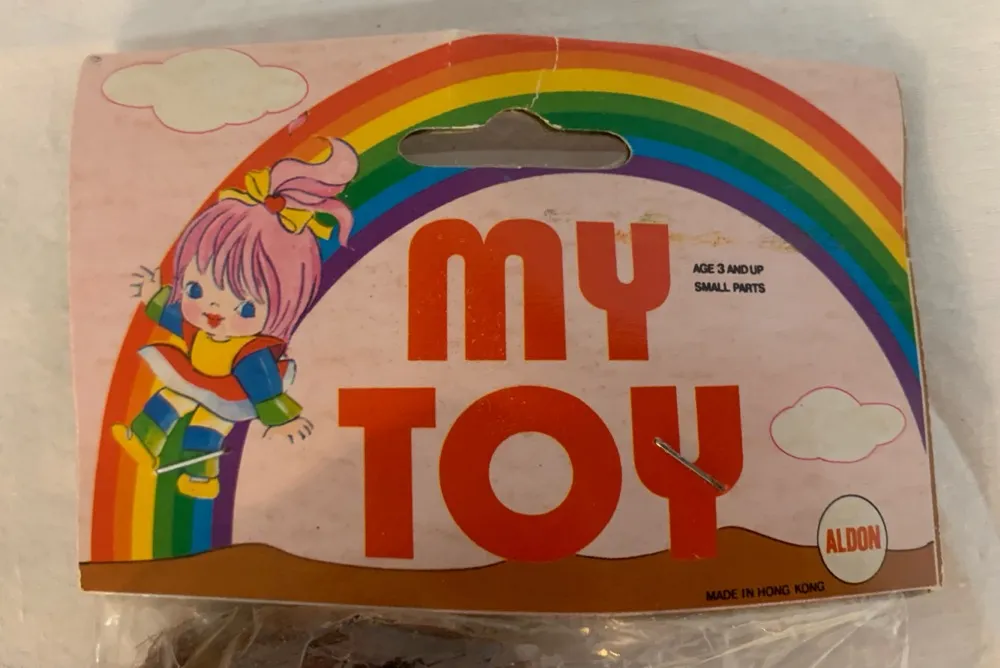 MY
AGE 3 AND UP
SMALL PARTS
TOY
ALDON
MADE IN HONG KONG